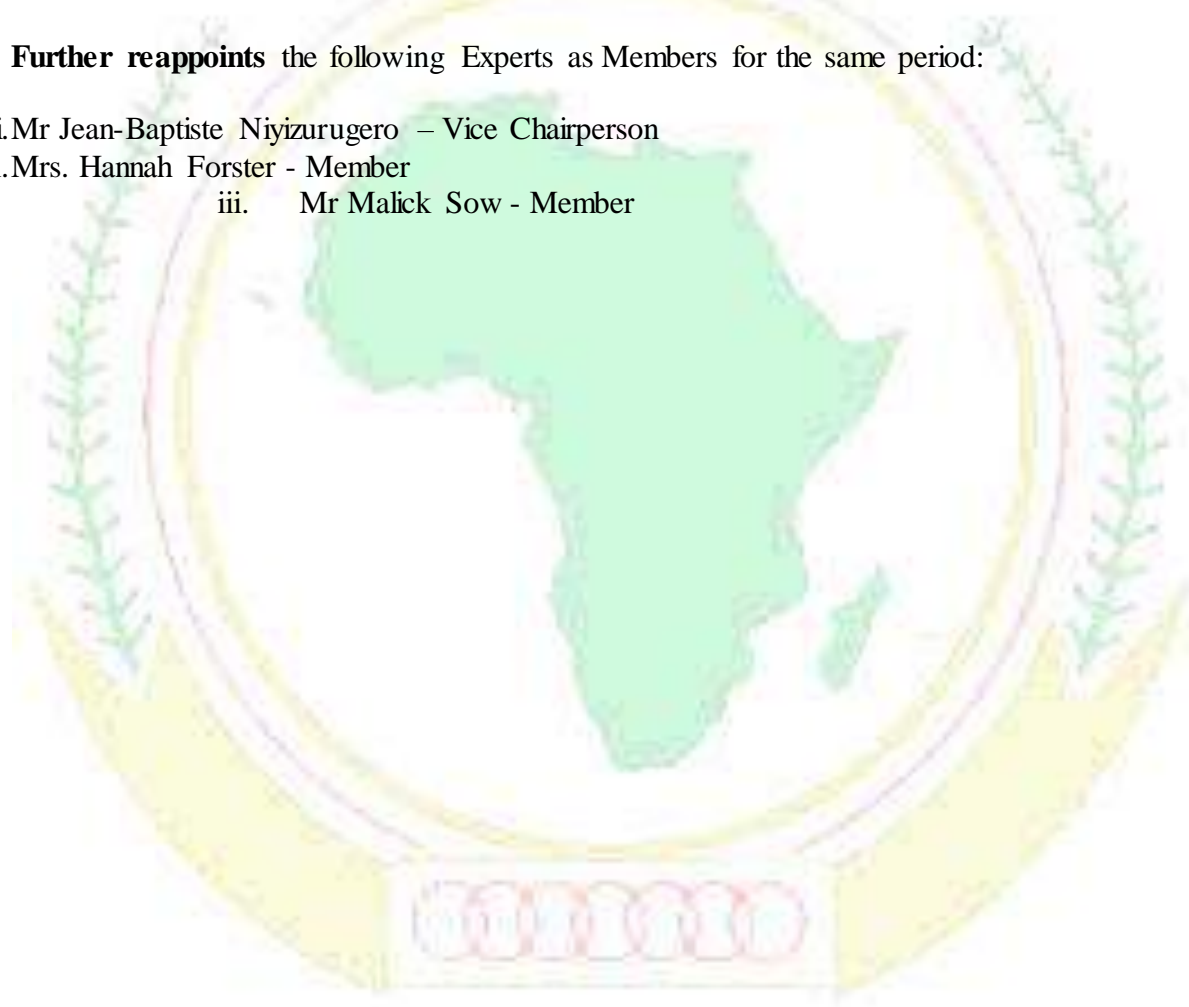 Further reappoints the following Experts as Members for the same period:
i. Mr Jean-Baptiste Niyizurugero – Vice Chairperson
. Mrs. Hannah Forster - Member
iii. Mr Malick Sow - Member